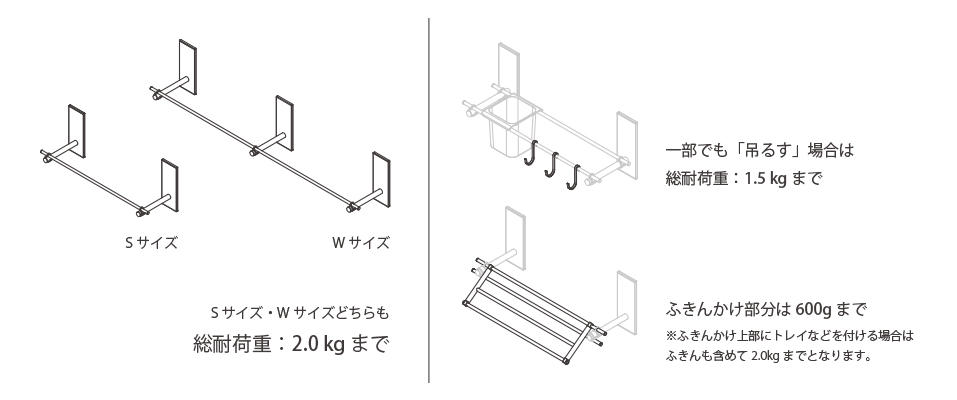 S サイズ
W サイズ
S サイズ・W サイズどちらも
総耐荷重：2.0 kg まで
一部でも「吊るす」場合は
総耐荷重：1.5 kg まで
ふきんかけ部分は 600g まで
※ふきんかけ上部にトレイなどを付ける場合は
ふきんも含めて 2.0kg までとなります。